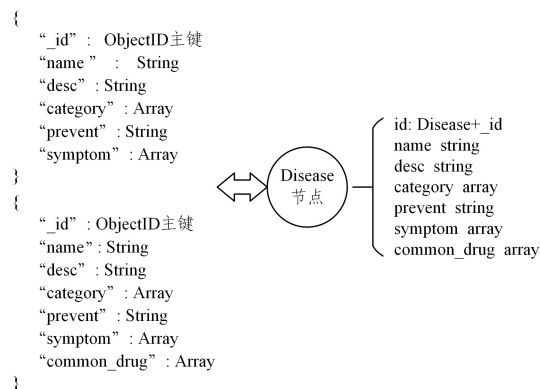 {
“_id” : ObjectID主键
“name ” : String
“desc” : String
“category” : Array
“prevent” : String
“symptom” : Array
}
{
“_id” : ObjectID主键
“name” : String
“desc” : String
“category” : Array
“prevent” : String
“symptom” : Array
“common_drug” : Array
}
Disease
节点
id: Disease+_id
name string
desc string
category array
prevent string
symptom array
common_drug array